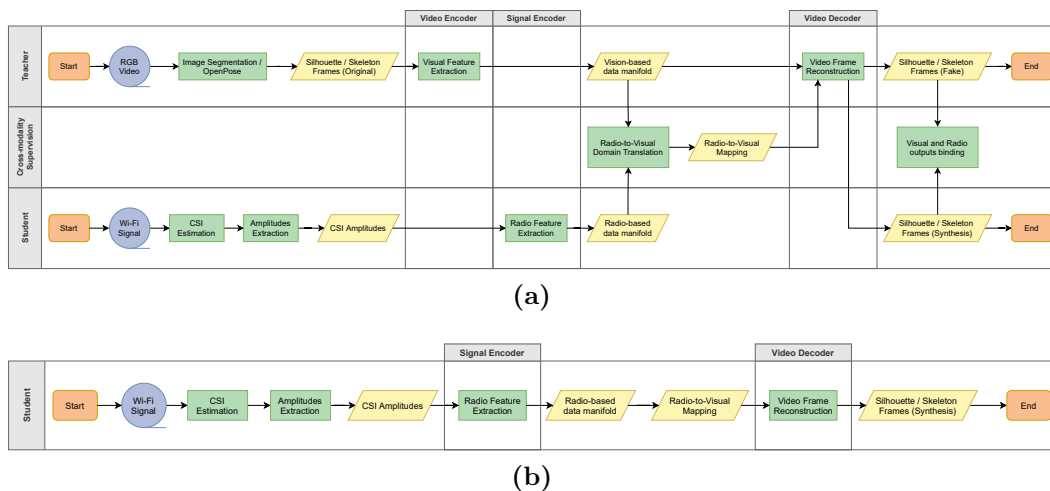 Video Encoder
Signal Encoder
Video Decoder
Teacher
Start
RGB
Video
Image Segmentation /
OpenPose
Silhouette / Skeleton
Frames (Original)
Visual Feature
Extraction
Vision-based
data manifold
Video Frame
Reconstruction
Silhouette / Skeleton
Frames (Fake)
End
Cross-modality
Supervision
Radio-to-Visual
Domain Translation
Radio-to-Visual
Mapping
Visual and Radio
outputs binding
Student
Start
Wi-Fi
Signal
CSI
Estimation
Amplitudes
Extraction
CSI Amplitudes
Radio Feature
Extraction
Radio-based
data manifold
Silhouette / Skeleton
Frames (Synthesis)
End
(a)
Signal Encoder
Video Decoder
Student
Start
Wi-Fi
Signal
CSI
Estimation
Amplitudes
Extraction
CSI Amplitudes
Radio Feature
Extraction
Radio-based
data manifold
Radio-to-Visual
Mapping
Video Frame
Reconstruction
Silhouette / Skeleton
Frames (Synthesis)
End
(b)